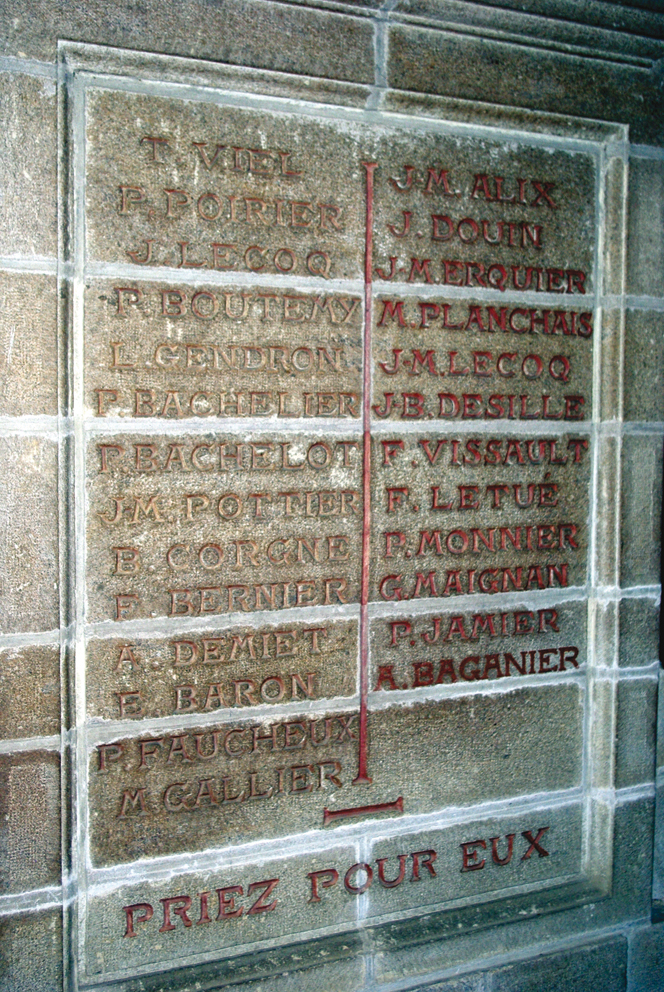 T. VIEL
P. POIRIER
J. LECOQ
P. BOUTEMY
L. GENDRON
P. BACHELIER
P. BACHELOT
J.M. POTTIER
B. CORGNE
F. BERNIER
A. DEMIET
E. BARON
P. FAUCHEUX
M. GALLIER
J.M. ALIX
J. DOUIN
J.M. ERQUIER
M. PLANCHAIS
J.M. LECOQ
J.B. DESILLE
F. VISSAULT
F. LETUÉ
P. MONNIER
G. MAIGNAN
P. JAMIER
A. BAGANIER
PRIEZ POUR EUX